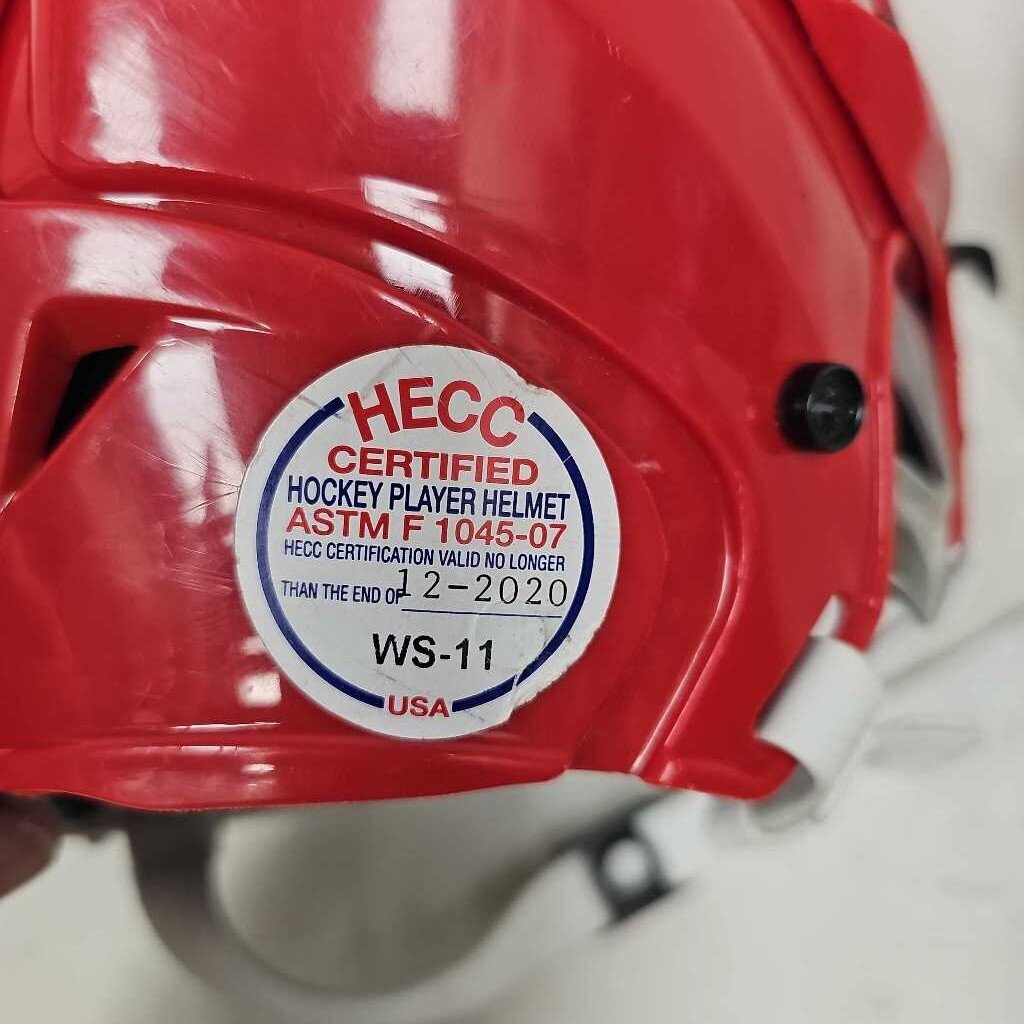 HECC
CERTIFIED
HOCKEY PLAYER HELMET
ASTM F 1045-07
HECC CERTIFICATION VALID NO LONGER
THAN THE END OF 12-2020
WS-11
USA